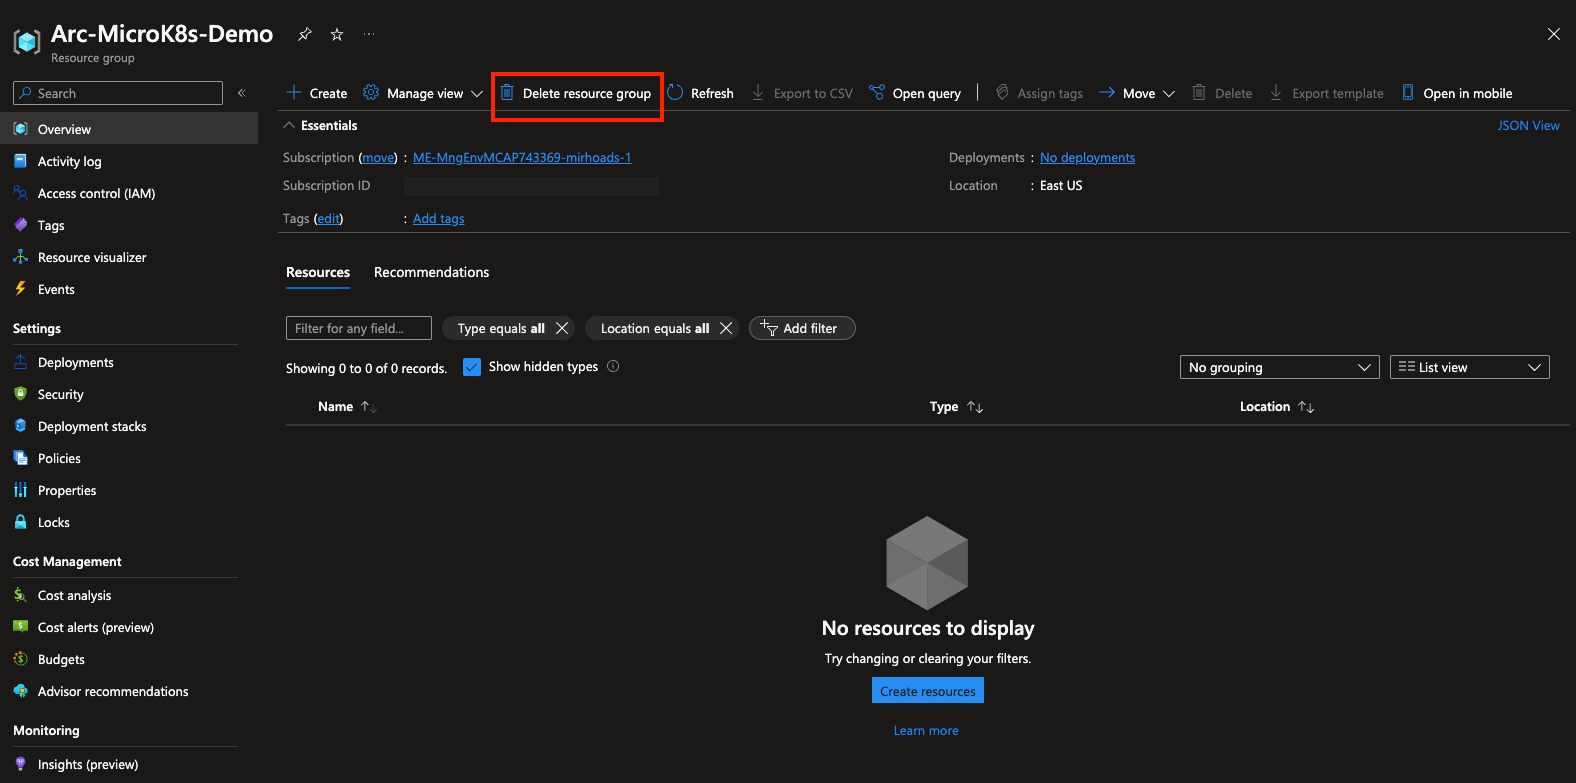 Arc-MicroK8s-Demo
Resource group
Search
Overview
Activity log
Access control (IAM)
Tags
Resource visualizer
Events
Settings
Deployments
Security
Deployment stacks
Policies
Properties
Locks
Cost Management
Cost analysis
Cost alerts (preview)
Budgets
Advisor recommendations
Monitoring
Insights (preview)
Create Manage view Delete resource group Refresh Export to CSV Open query Assign tags Move Delete Export template Open in mobile
Essentials
JSON View
Subscription (move) : ME-MngEnvMCAP743369-mirhoads-1
Subscription ID
Tags (edit) : Add tags
Deployments : No deployments
Location : East US
Resources Recommendations
Filter for any field... Type equals all Location equals all Add filter
Showing 0 to 0 of 0 records. Show hidden types No grouping List view
Name Type Location
No resources to display
Try changing or clearing your filters.
Create resources
Learn more